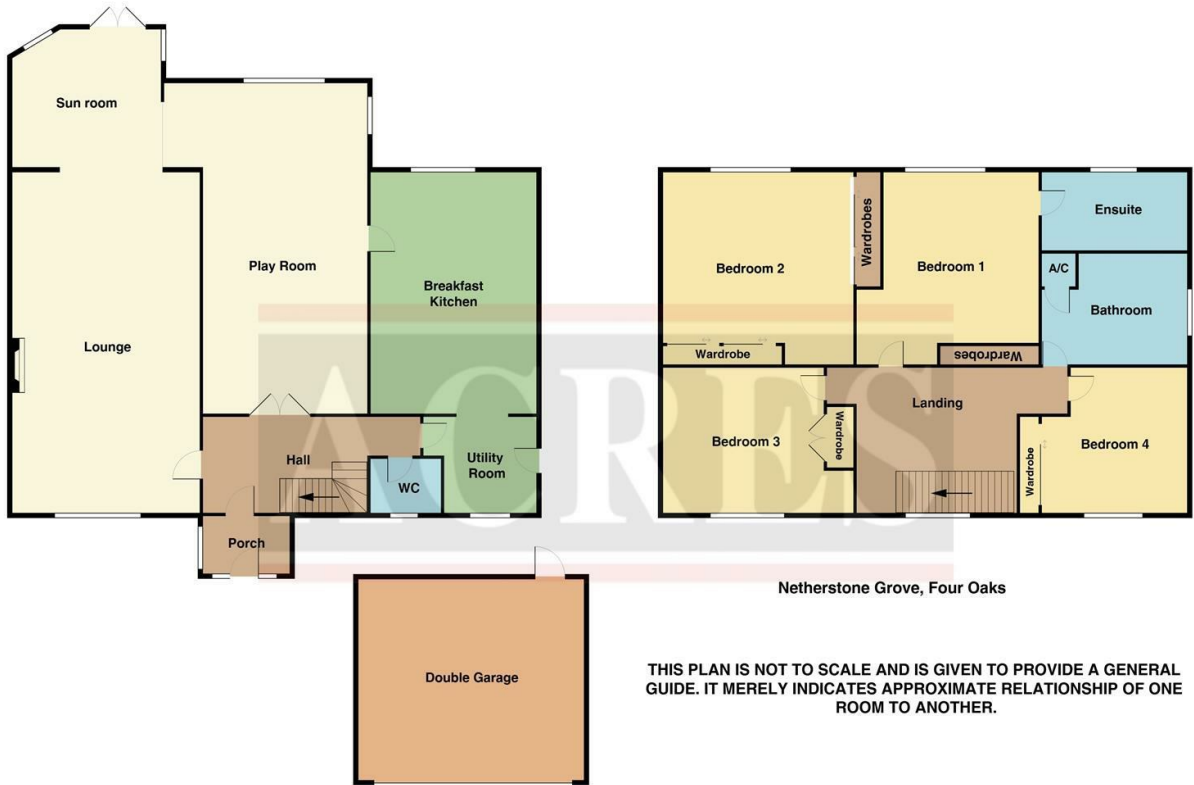 Sun room
Play Room
Lounge
Breakfast
Kitchen
Hall
WC
Utility
Room
Porch
Double Garage
Bedroom 2
Wardrobes
Bedroom 1
Ensuite
A/C
Bathroom
Wardrobe
Wardrobes
Landing
Bedroom 3
Wardrobe
Wardrobe
Bedroom 4
ACRES
Netherstone Grove, Four Oaks
THIS PLAN IS NOT TO SCALE AND IS GIVEN TO PROVIDE A GENERAL
GUIDE. IT MERELY INDICATES APPROXIMATE RELATIONSHIP OF ONE
ROOM TO ANOTHER.